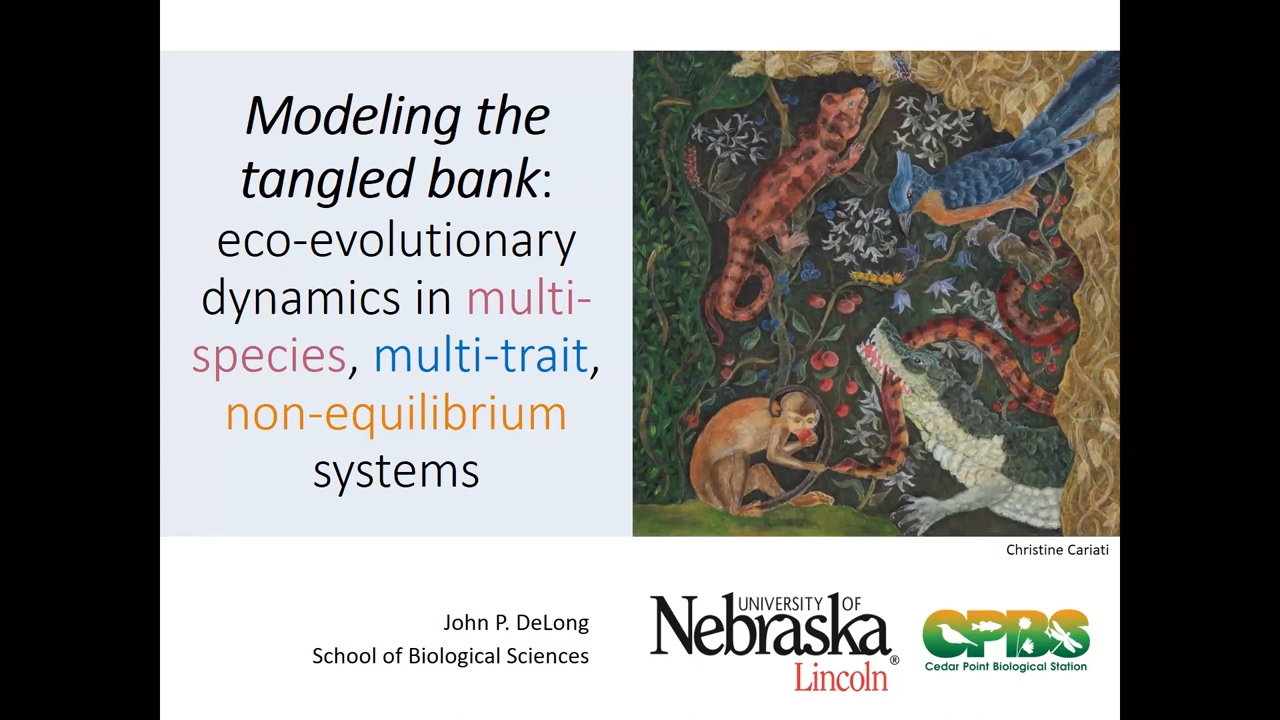 Modeling the
tangled bank:
eco-evolutionary
dynamics in multi-
species, multi-trait,
non-equilibrium
systems
Christine Cariati
John P. DeLong
School of Biological Sciences
UNIVERSITY OF
Nebraska®
Lincoln
CPBS
Cedar Point Biological Station